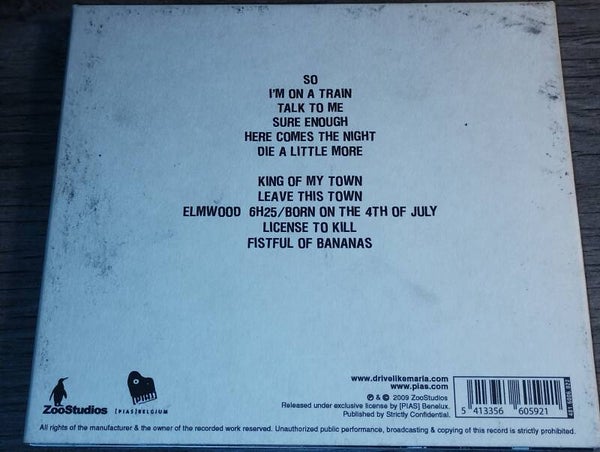 SO
I'M ON A TRAIN
TALK TO ME
SURE ENOUGH
HERE COMES THE NIGHT
DIE A LITTLE MORE
KING OF MY TOWN
LEAVE THIS TOWN
ELMWOOD 6H25/BORN ON THE 4TH OF JULY
LICENSE TO KILL
FISTFUL OF BANANAS
www.drivelikemaria.com
www.pias.com
℗ & © 2009 ZooStudios
Released under exclusive license by [PIAS] Benelux.
Published by Strictly Confidential.
ZooStudios
[PIAS] BELGIUM
5 413356 605921
All rights of the manufacturer & the owner of the recorded work reserved. Unauthorized public performance, broadcasting & copying of this record is strictly prohibited.